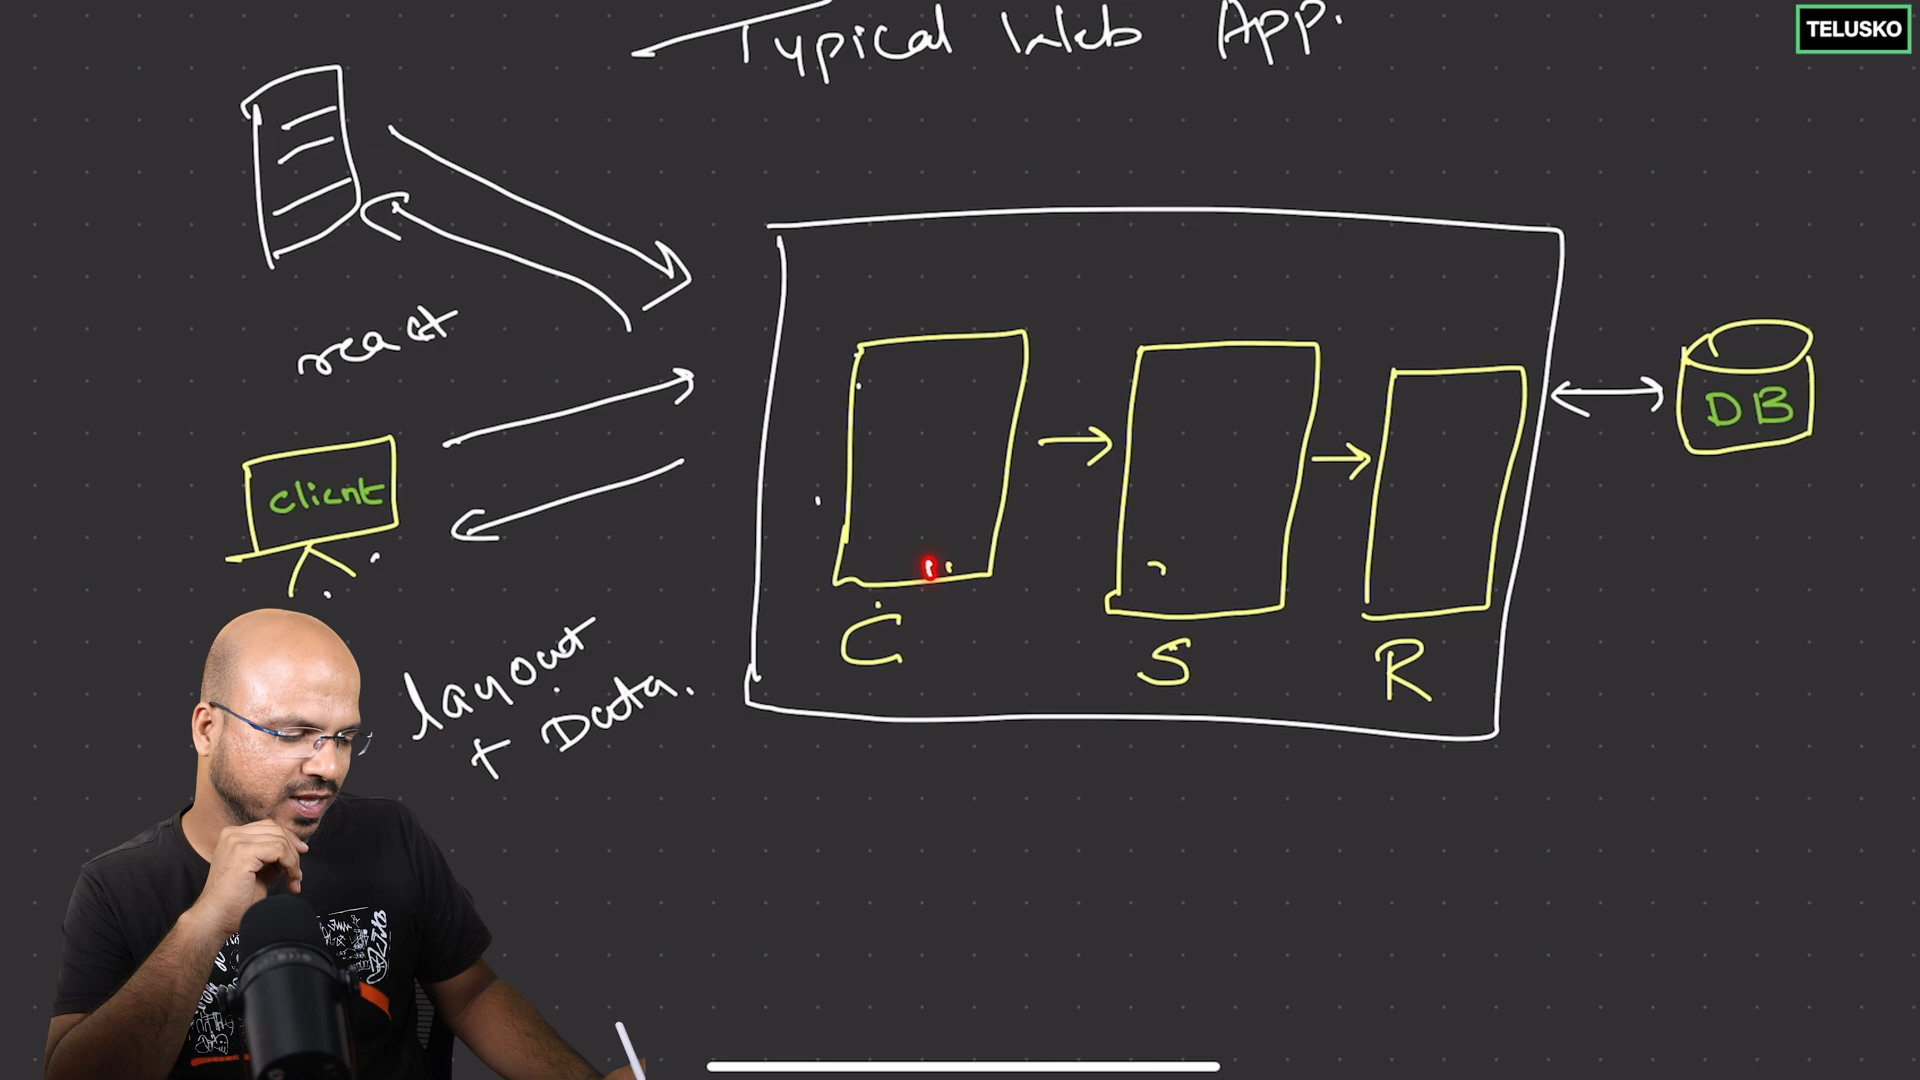 Typical Web App.
TELUSKO
react
client
layout
+ Data.
C
S
R
DB